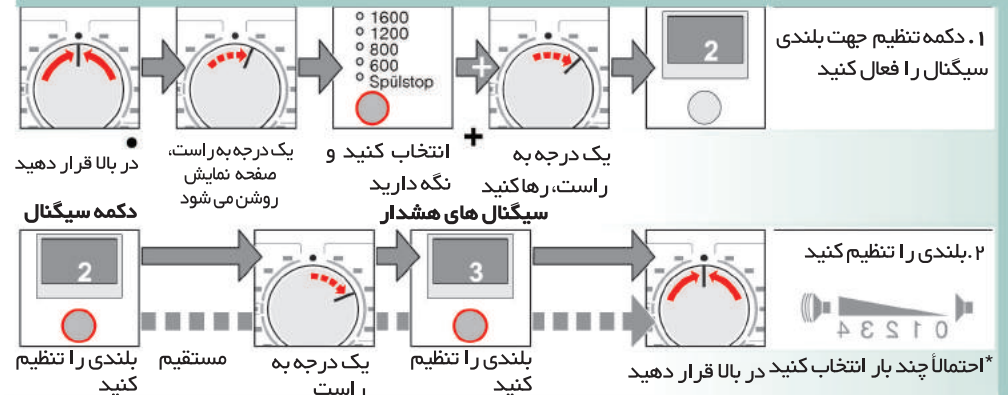 ۱. دکمه تنظیم جهت بلندی
سیگنال را فعال کنید
2
1600
1200
800
600
Spülstop
+
در بالا قرار دهید
یک درجه به راست،
صفحه نمایش
روشن می شود
انتخاب کنید و
نگه دارید
+
یک درجه به
راست، رها کنید
دکمه سیگنال
سیگنال های هشدار
۲. بلندی را تنظیم کنید
0 1 2 3 4
2
3
بلندی را تنظیم
کنید
مستقیم
یک درجه به
راست
بلندی را تنظیم
کنید
در بالا قرار دهید
*احتمالاً چند بار انتخاب کنید